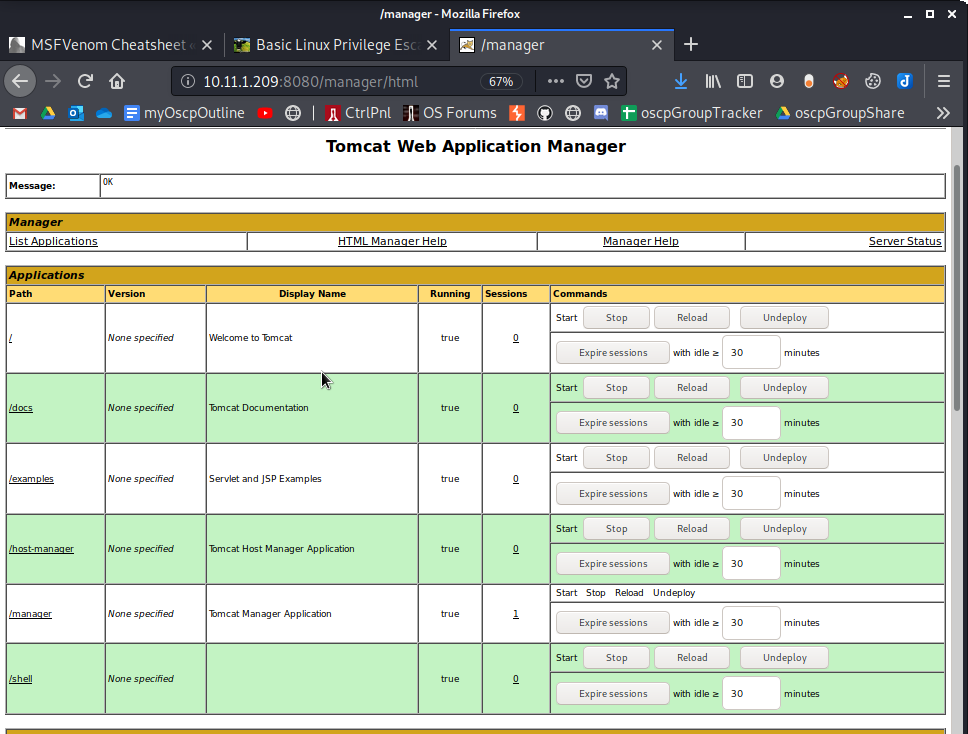 /manager - Mozilla Firefox
MSFVenom Cheatsheet
Basic Linux Privilege Esc
/manager
10.11.1.209:8080/manager/html 67%
myOscpOutline CtrlPnl OS Forums oscpGroupTracker oscpGroupShare
Tomcat Web Application Manager
Message: OK
Manager
List Applications HTML Manager Help Manager Help Server Status
Applications
Path Version Display Name Running Sessions Commands
/ None specified Welcome to Tomcat true 0 Start Stop Reload Undeploy
Expire sessions with idle ≥ 30 minutes
/docs None specified Tomcat Documentation true 0 Start Stop Reload Undeploy
Expire sessions with idle ≥ 30 minutes
/examples None specified Servlet and JSP Examples true 0 Start Stop Reload Undeploy
Expire sessions with idle ≥ 30 minutes
/host-manager None specified Tomcat Host Manager Application true 0 Start Stop Reload Undeploy
Expire sessions with idle ≥ 30 minutes
/manager None specified Tomcat Manager Application true 1 Start Stop Reload Undeploy
Expire sessions with idle ≥ 30 minutes
/shell None specified true 0 Start Stop Reload Undeploy
Expire sessions with idle ≥ 30 minutes